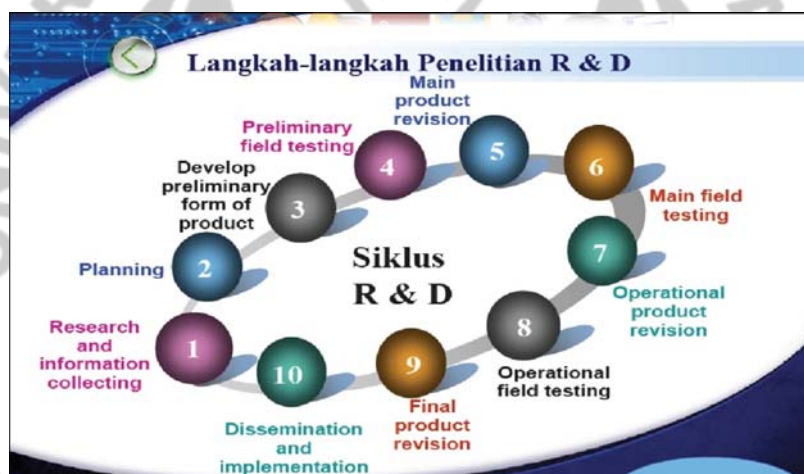 Langkah-langkah Penelitian R & D
Main
product
revision
Preliminary
field testing
Develop
preliminary
form of
product
Planning
Research
and
information
collecting
1
2
3
4
5
6
Main field
testing
7
Operational
product
revision
8
Operational
field testing
9
Final
product
revision
10
Dissemination
and
implementation
Siklus
R & D